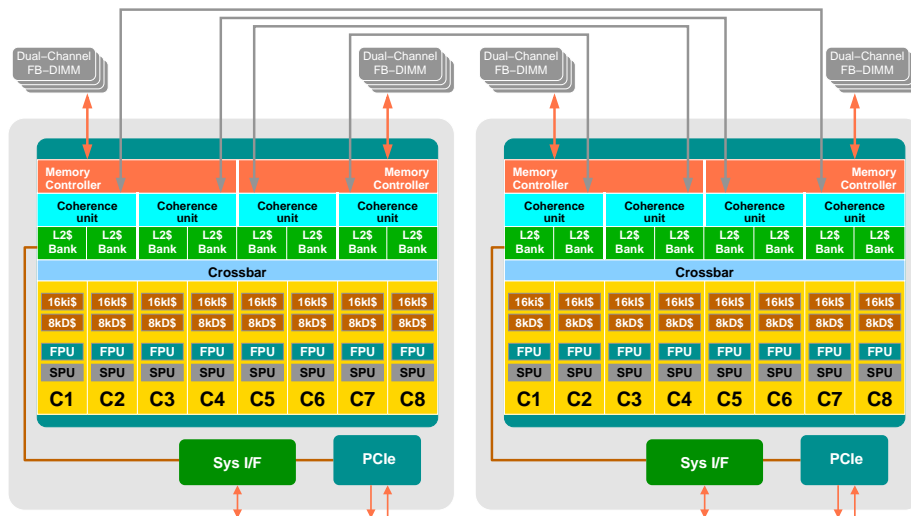 Dual–Channel
FB–DIMM
Dual–Channel
FB–DIMM
Dual–Channel
FB–DIMM
Dual–Channel
FB–DIMM
Memory
Controller
Memory
Controller
Memory
Controller
Memory
Controller
Coherence
unit
Coherence
unit
Coherence
unit
Coherence
unit
Coherence
unit
Coherence
unit
Coherence
unit
Coherence
unit
L2$ L2$ L2$ L2$ L2$ L2$ L2$ L2$
Bank Bank Bank Bank Bank Bank Bank Bank
L2$ L2$ L2$ L2$ L2$ L2$ L2$ L2$
Bank Bank Bank Bank Bank Bank Bank Bank
Crossbar
Crossbar
16ki$ 16kI$ 16kI$ 16kI$ 16kI$ 16kI$ 16kI$ 16kI$
8kD$ 8kD$ 8kD$ 8kD$ 8kD$ 8kD$ 8kD$ 8kD$
FPU FPU FPU FPU FPU FPU FPU FPU
SPU SPU SPU SPU SPU SPU SPU SPU
C1 C2 C3 C4 C5 C6 C7 C8
16ki$ 16kI$ 16kI$ 16kI$ 16kI$ 16kI$ 16kI$ 16kI$
8kD$ 8kD$ 8kD$ 8kD$ 8kD$ 8kD$ 8kD$ 8kD$
FPU FPU FPU FPU FPU FPU FPU FPU
SPU SPU SPU SPU SPU SPU SPU SPU
C1 C2 C3 C4 C5 C6 C7 C8
Sys I/F
PCIe
Sys I/F
PCIe